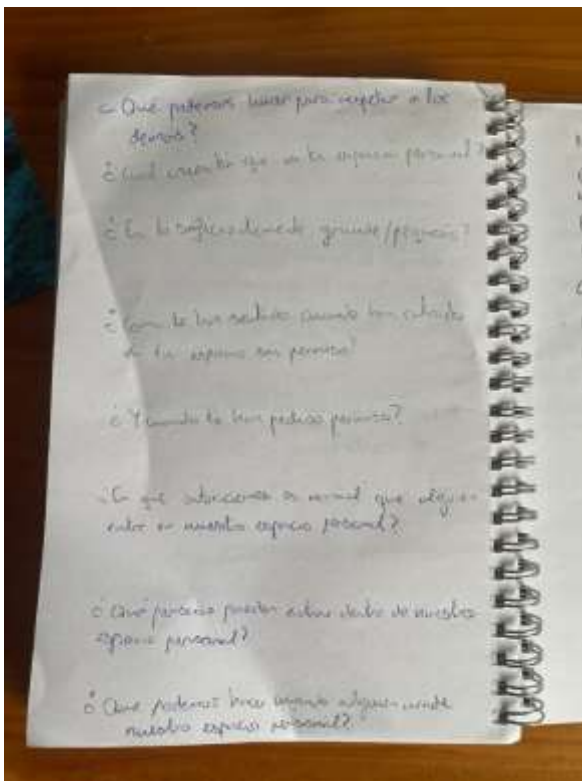 ¿Qué podemos hacer para respetar a los
demás?
¿Cuál crees que es tu espacio personal?
¿Es lo suficientemente grande/pequeño?
¿Como te has sentido cuando han entrado
en tu espacio sin permiso?
¿Y cuando te han pedido permiso?
¿En qué situaciones es normal que alguien
entre en nuestro espacio personal?
¿Qué personas pueden entrar dentro de nuestro
espacio personal?
¿Qué podemos hacer cuando alguien invade
nuestro espacio personal?